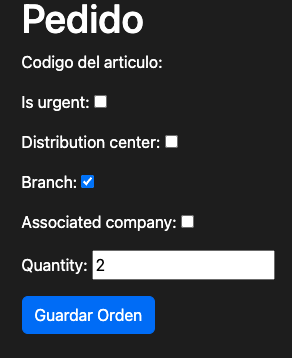 Pedido
Codigo del articulo:
Is urgent:
Distribution center:
Branch:
Associated company:
Quantity: 2
Guardar Orden